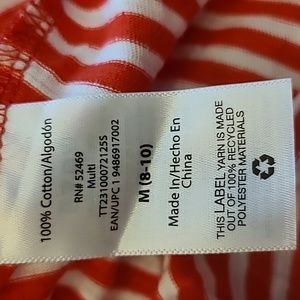 100% Cotton/Algodón
RN# 52469
Multi
TT231000721255
EAN/UPC 1 9486917002
M (8-10)
Made In/Hecho En
China
THIS LABEL YARN IS MADE
OUT OF 100% RECYCLED
POLYESTER MATERIALS